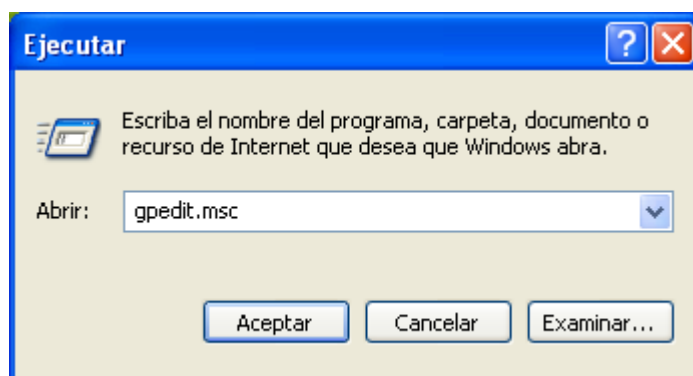 Ejecutar
Escriba el nombre del programa, carpeta, documento o
recurso de Internet que desea que Windows abra.
Abrir: gpedit.msc
Aceptar Cancelar Examinar...